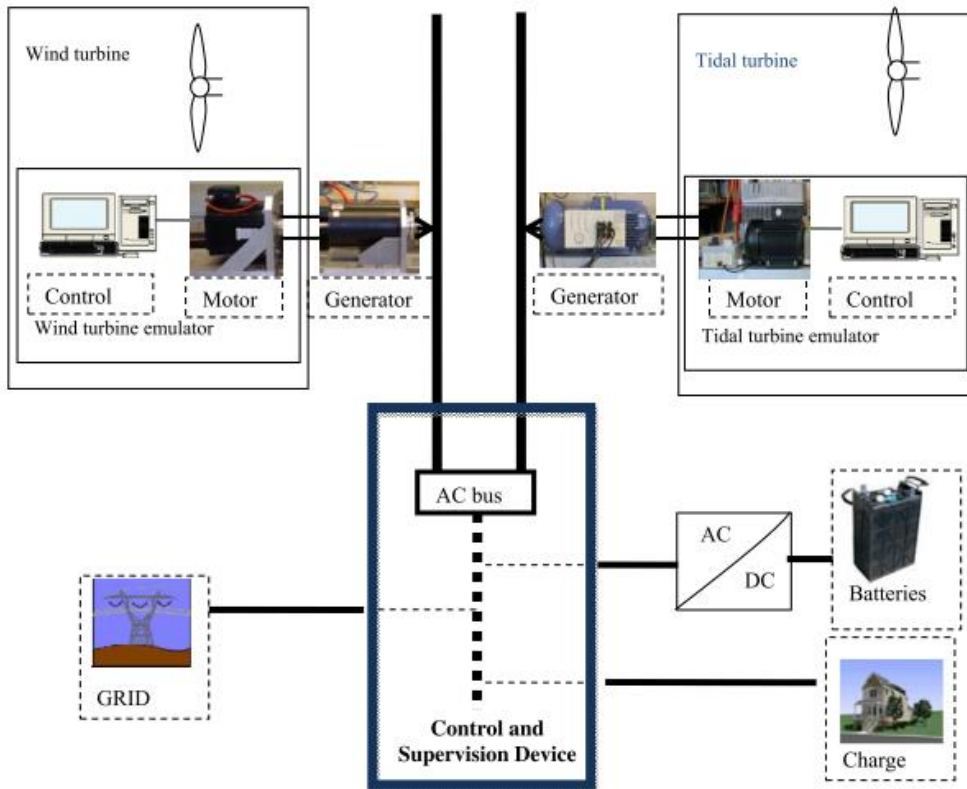 Wind turbine
Tidal turbine
Control
Motor
Generator
Wind turbine emulator
Generator
Motor
Control
Tidal turbine emulator
AC bus
AC
DC
Batteries
GRID
Control and
Supervision Device
Charge